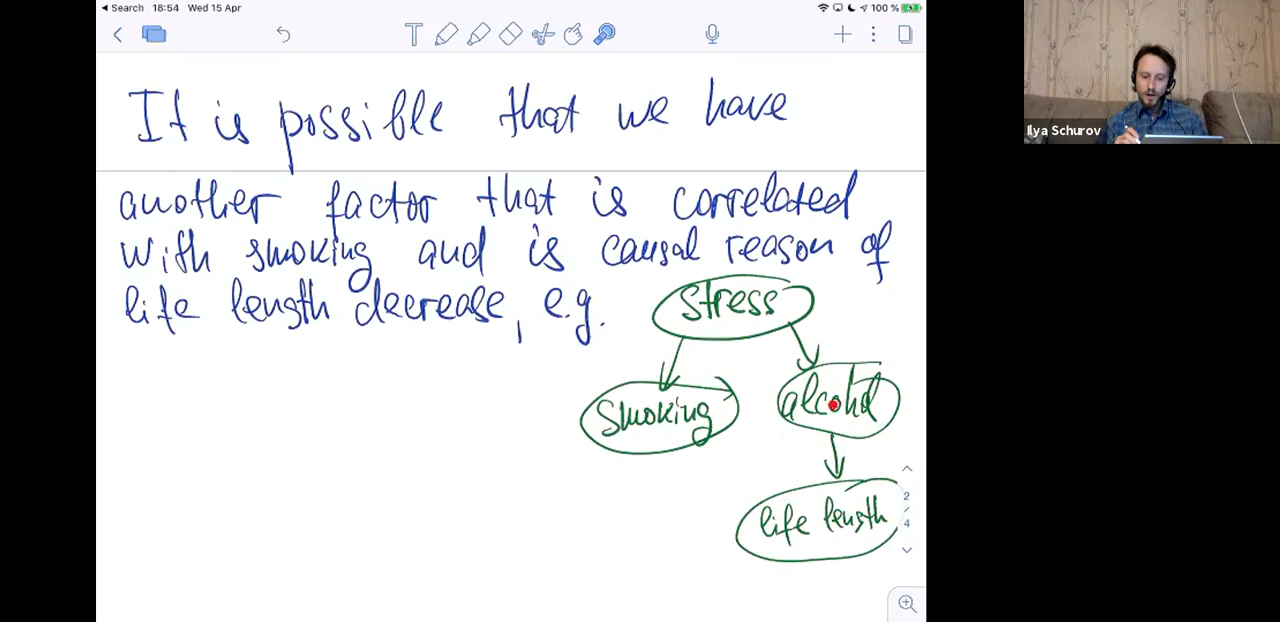 Search 18:54 Wed 15 Apr
100 %
T
Ilya Schurov
It is possible that we have
another factor that is correlated
with smoking and is causal reason of
life length decrease, e.g.
stress
smoking
alcohol
life length
2
/
4